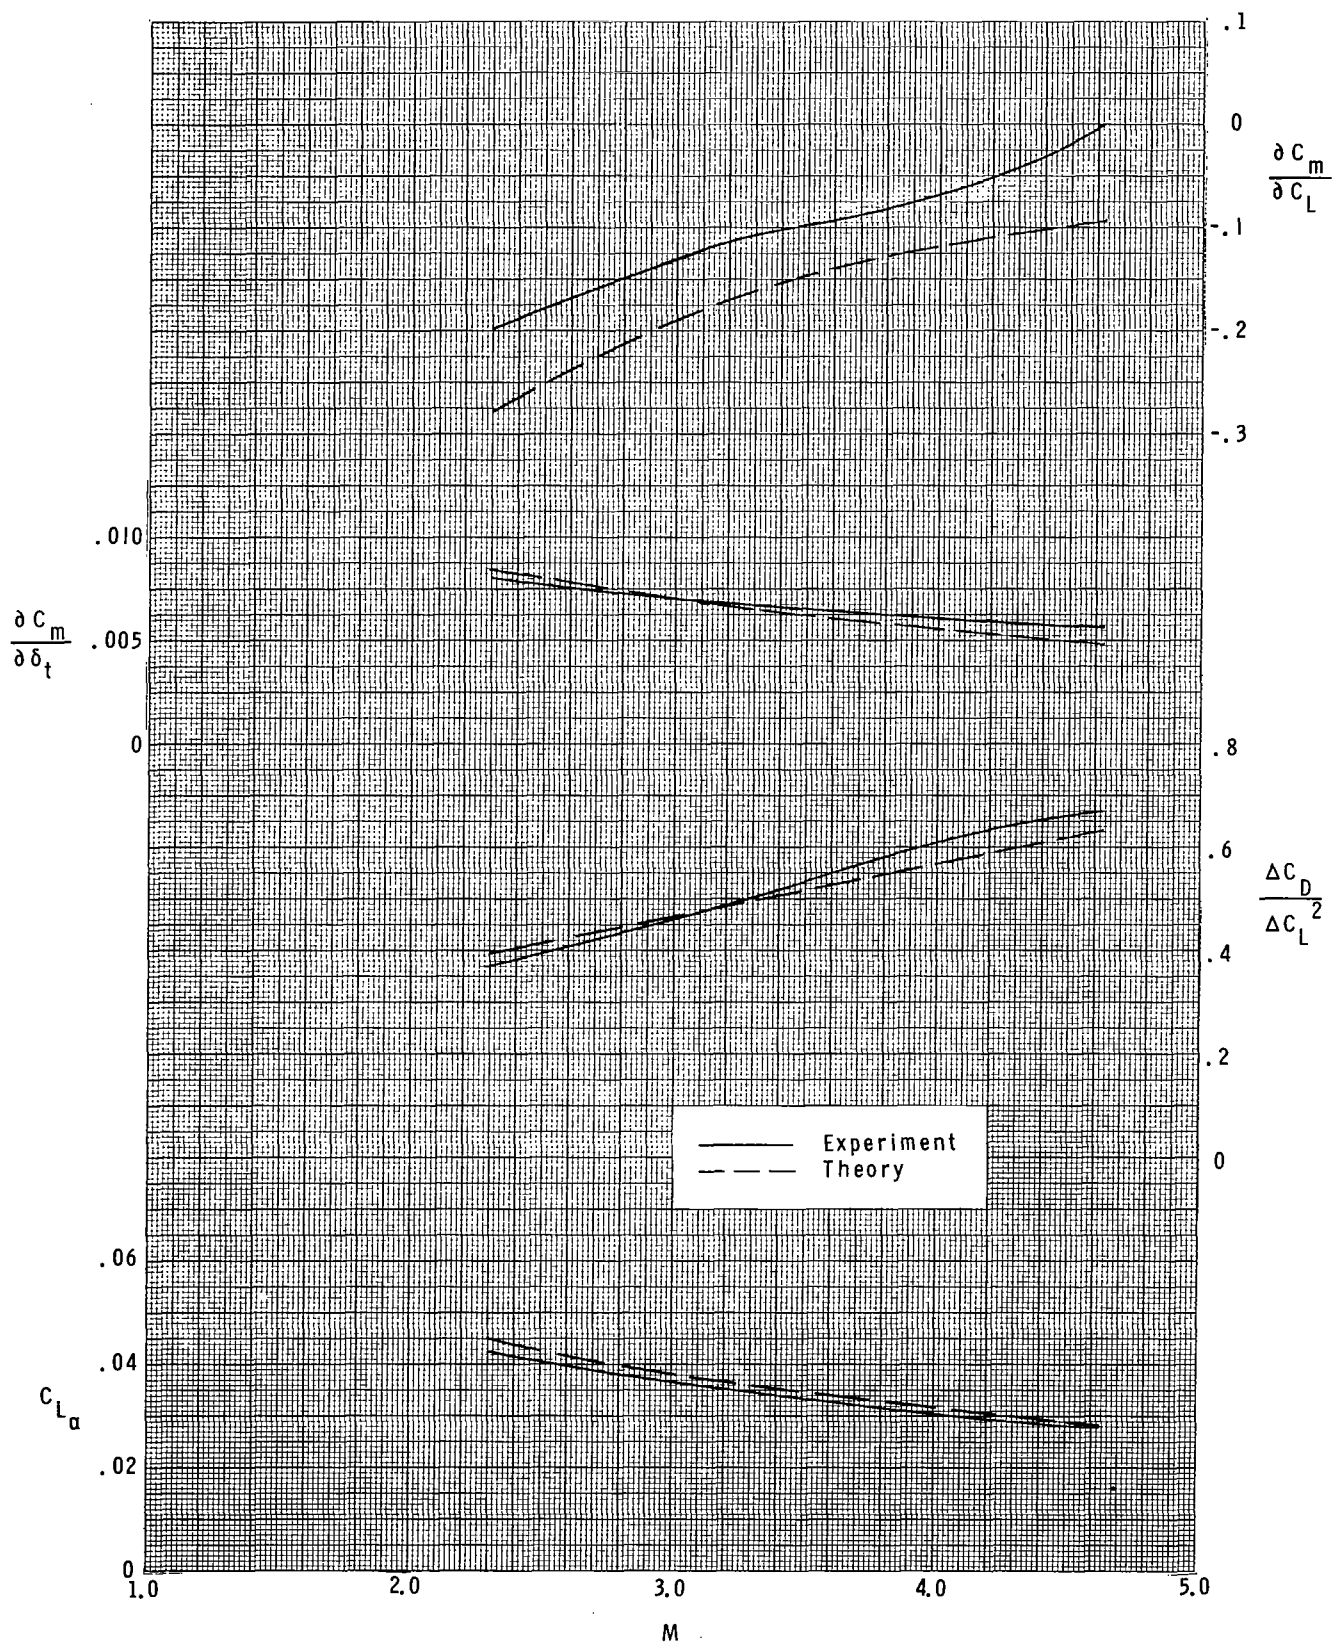 .1
0
∂C_m
∂C_L
-.1
-.2
-.3
.010
∂C_m
∂δ_t
.005
0
.8
.6
ΔC_D
ΔC_L^2
.4
.2
Experiment
Theory
0
.06
.04
C_Lα
.02
0
1.0 2.0 3.0 4.0 5.0
M